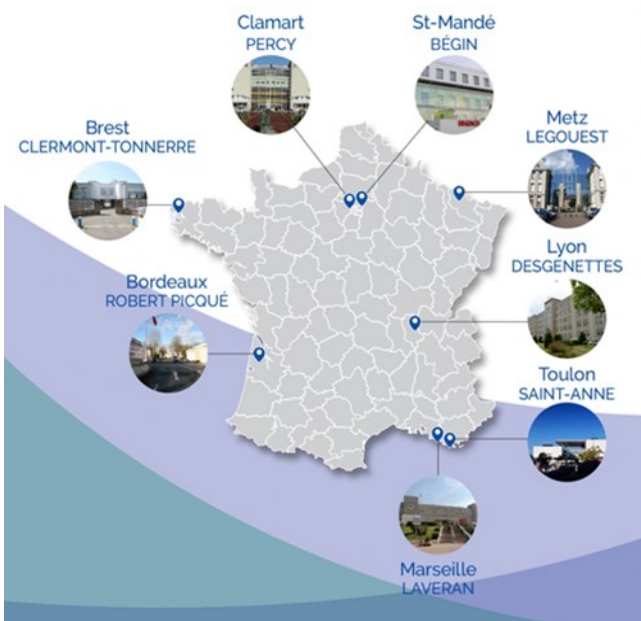 Clamart
PERCY
St-Mandé
BÉGIN
Brest
CLERMONT-TONNERRE
Metz
LEGOUEST
Lyon
DESGENETTES
Bordeaux
ROBERT PICQUÉ
Toulon
SAINT-ANNE
Marseille
LAVERAN